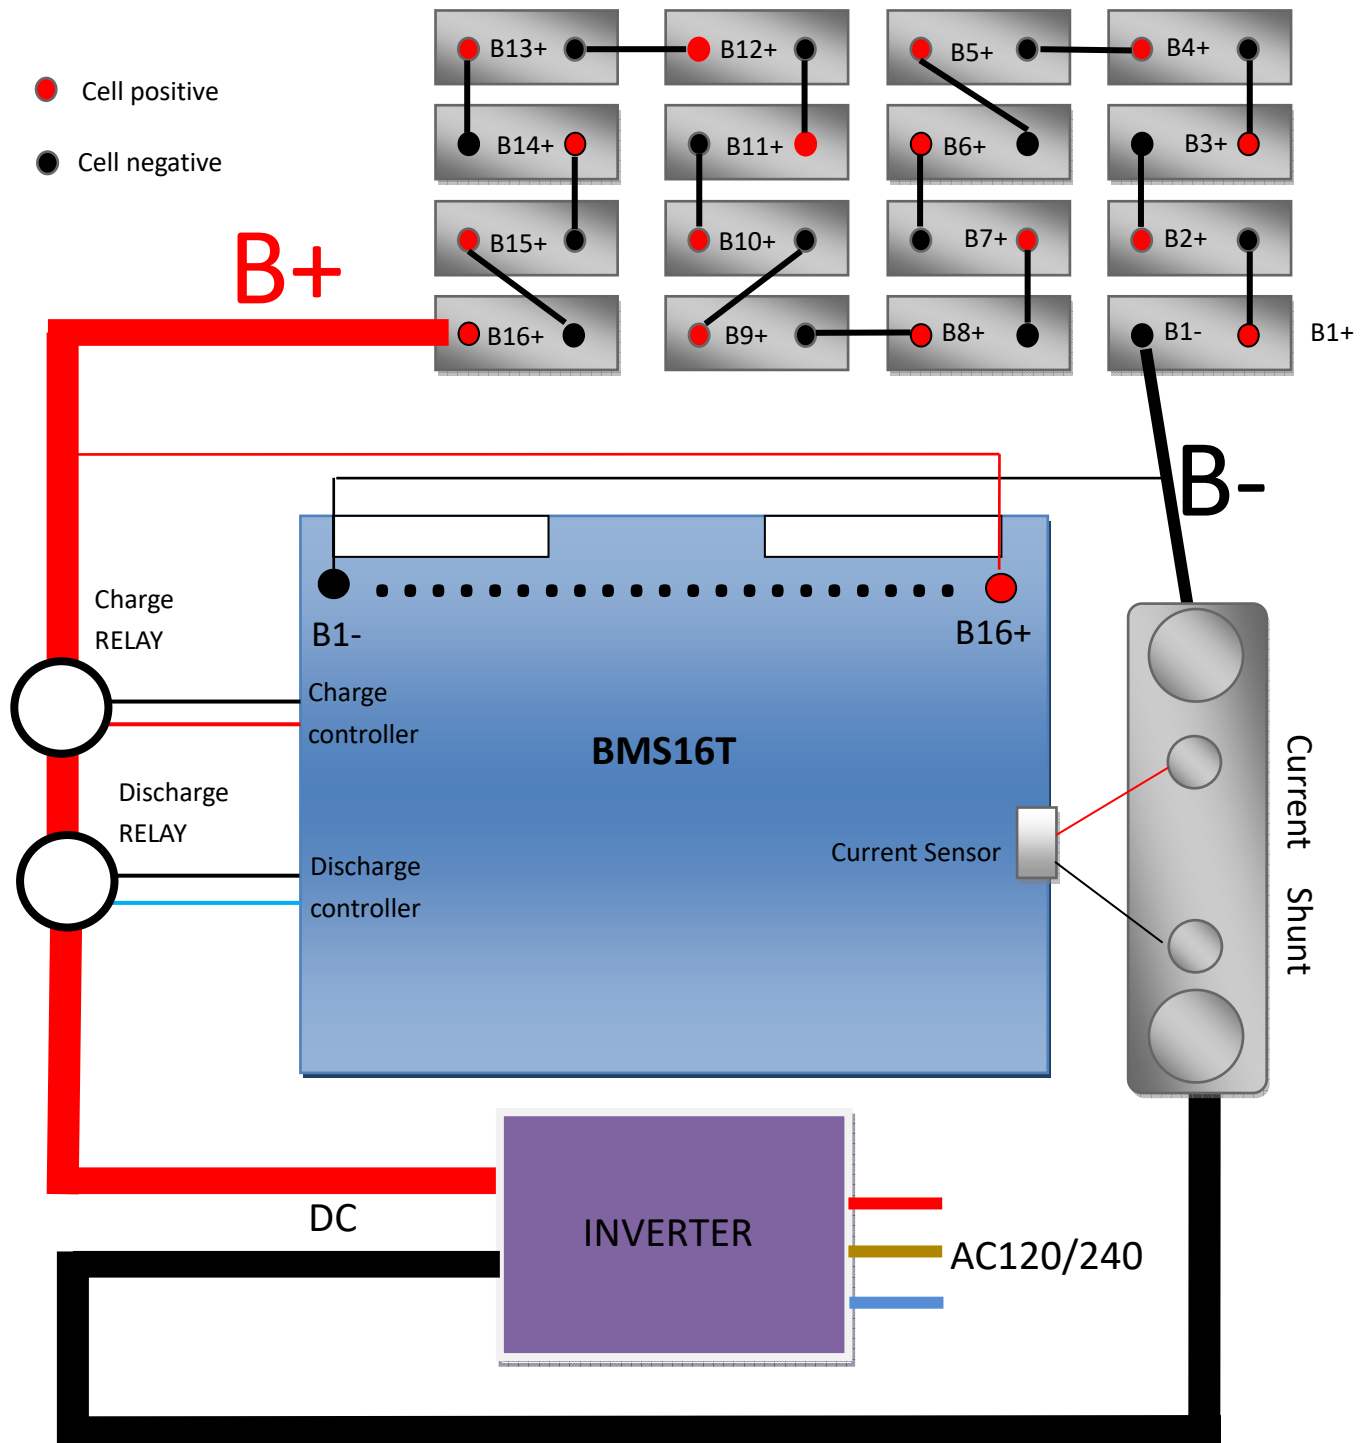 B13+
B12+
B5+
B4+
Cell positive
B14+
B11+
B6+
B3+
Cell negative
B15+
B10+
B7+
B2+
B+
B16+
B9+
B8+
B1-
B1+
B-
Charge
RELAY
B1-
B16+
Charge
controller
BMS16T
Discharge
RELAY
Current Sensor
Discharge
controller
Current Shunt
DC
INVERTER
AC120/240